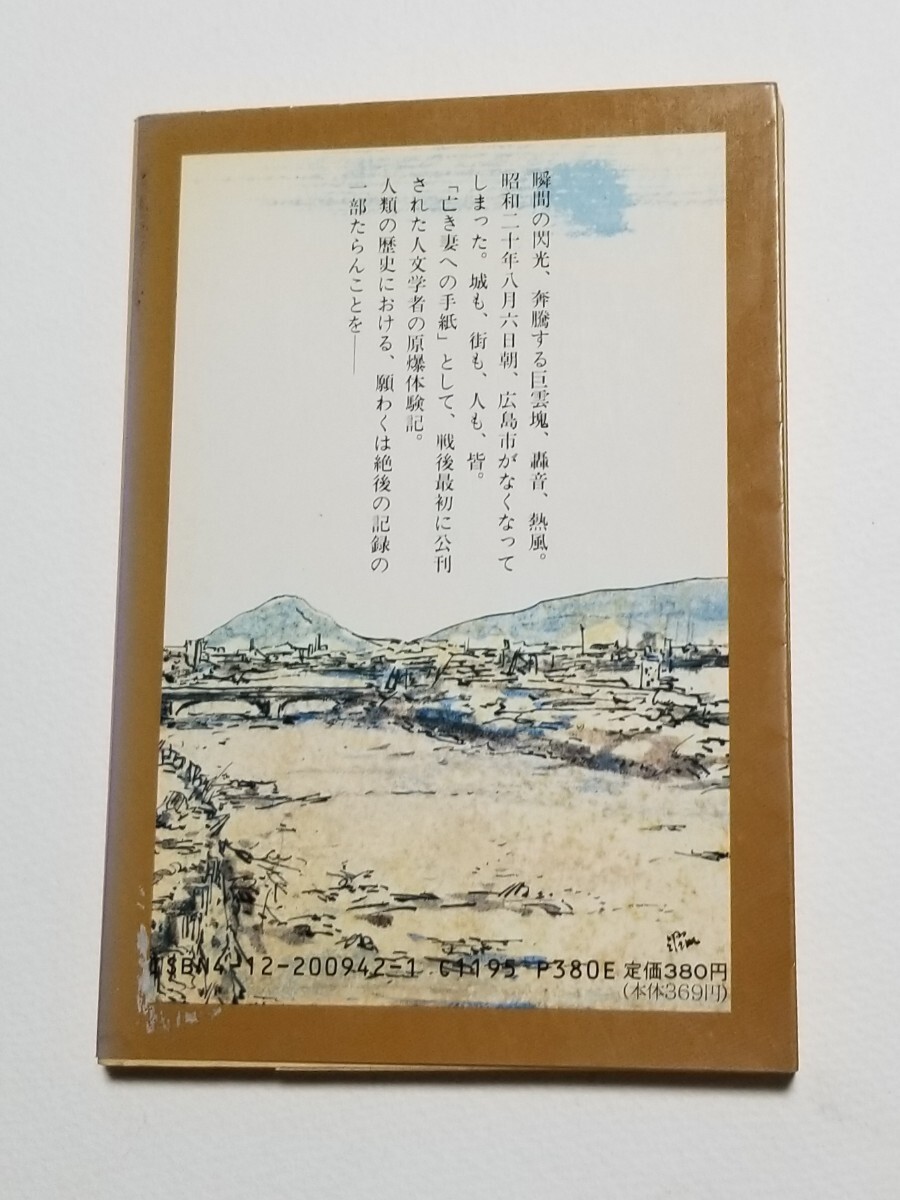 瞬間の閃光、奔騰する巨雲塊、轟音、熱風。
昭和二十年八月六日朝、広島市がなくなって
しまった。城も、街も、人も、皆。
「亡き妻への手紙」として、戦後最初に公刊
された人文学者の原爆体験記。
人類の歴史における、願わくは絶後の記録の
一部たらんことを――
ISBN4-12-200942-1 C1195 P380E 定価380円
(本体369円)